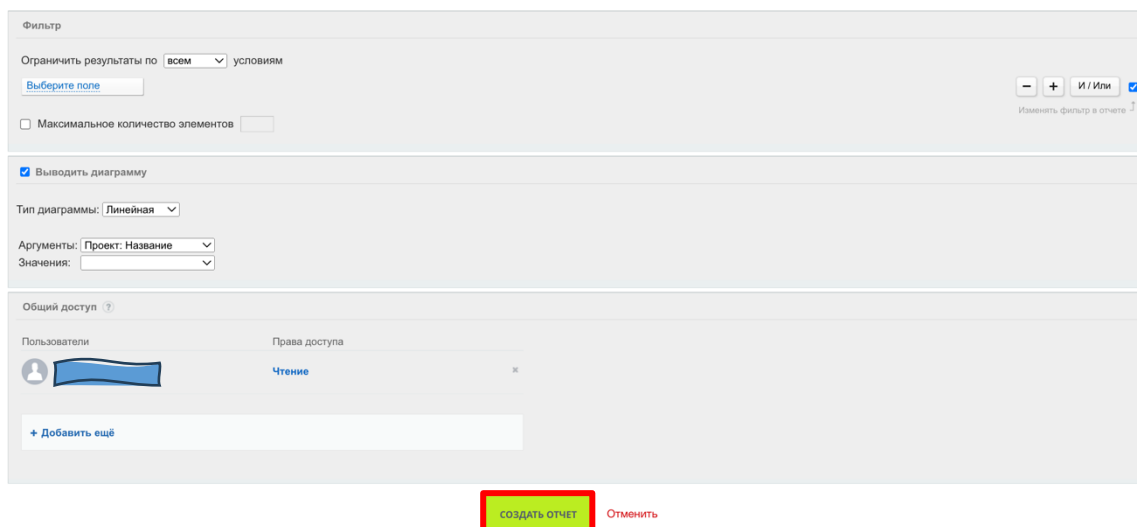 Фильтр
Ограничить результаты по всем условиям
Выберите поле
− + И / Или
Изменять фильтр в отчете
Максимальное количество элементов
Выводить диаграмму
Тип диаграммы: Линейная
Аргументы: Проект: Название
Значения:
Общий доступ ?
Пользователи Права доступа
Чтение
+ Добавить ещё
СОЗДАТЬ ОТЧЕТ Отменить